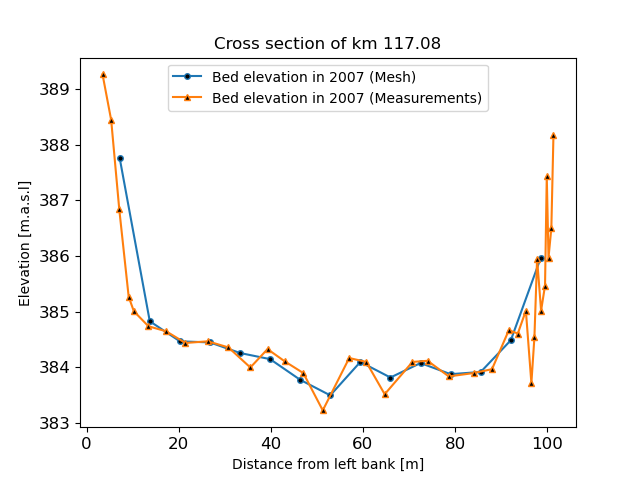 Cross section of km 117.08
Bed elevation in 2007 (Mesh)
Bed elevation in 2007 (Measurements)
Elevation [m.a.s.l]
389
388
387
386
385
384
383
0 20 40 60 80 100
Distance from left bank [m]